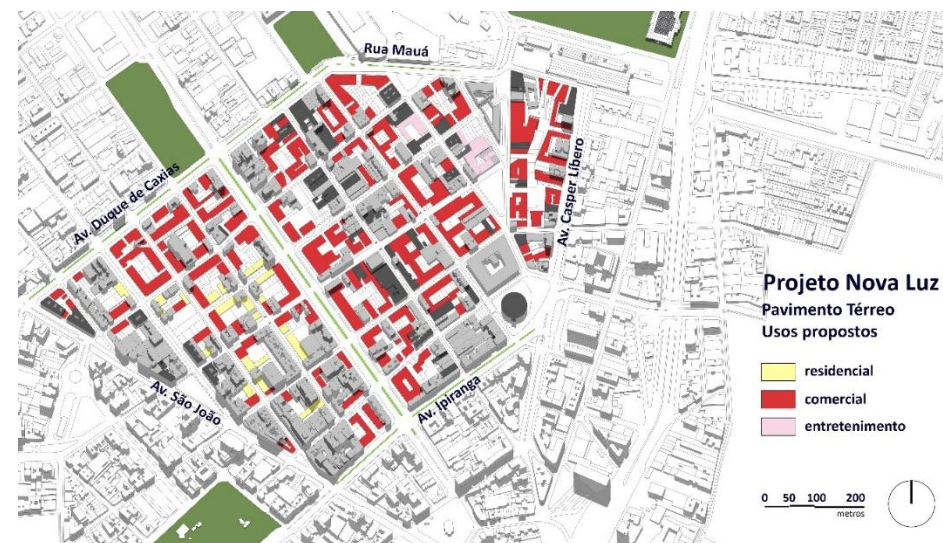 Rua Mauá
Av. Duque de Caxias
Av. Casper Líbero
Av. São João
Av. Ipiranga
Projeto Nova Luz
Pavimento Térreo
Usos propostos
residencial
comercial
entretenimento
0 50 100 200
metros